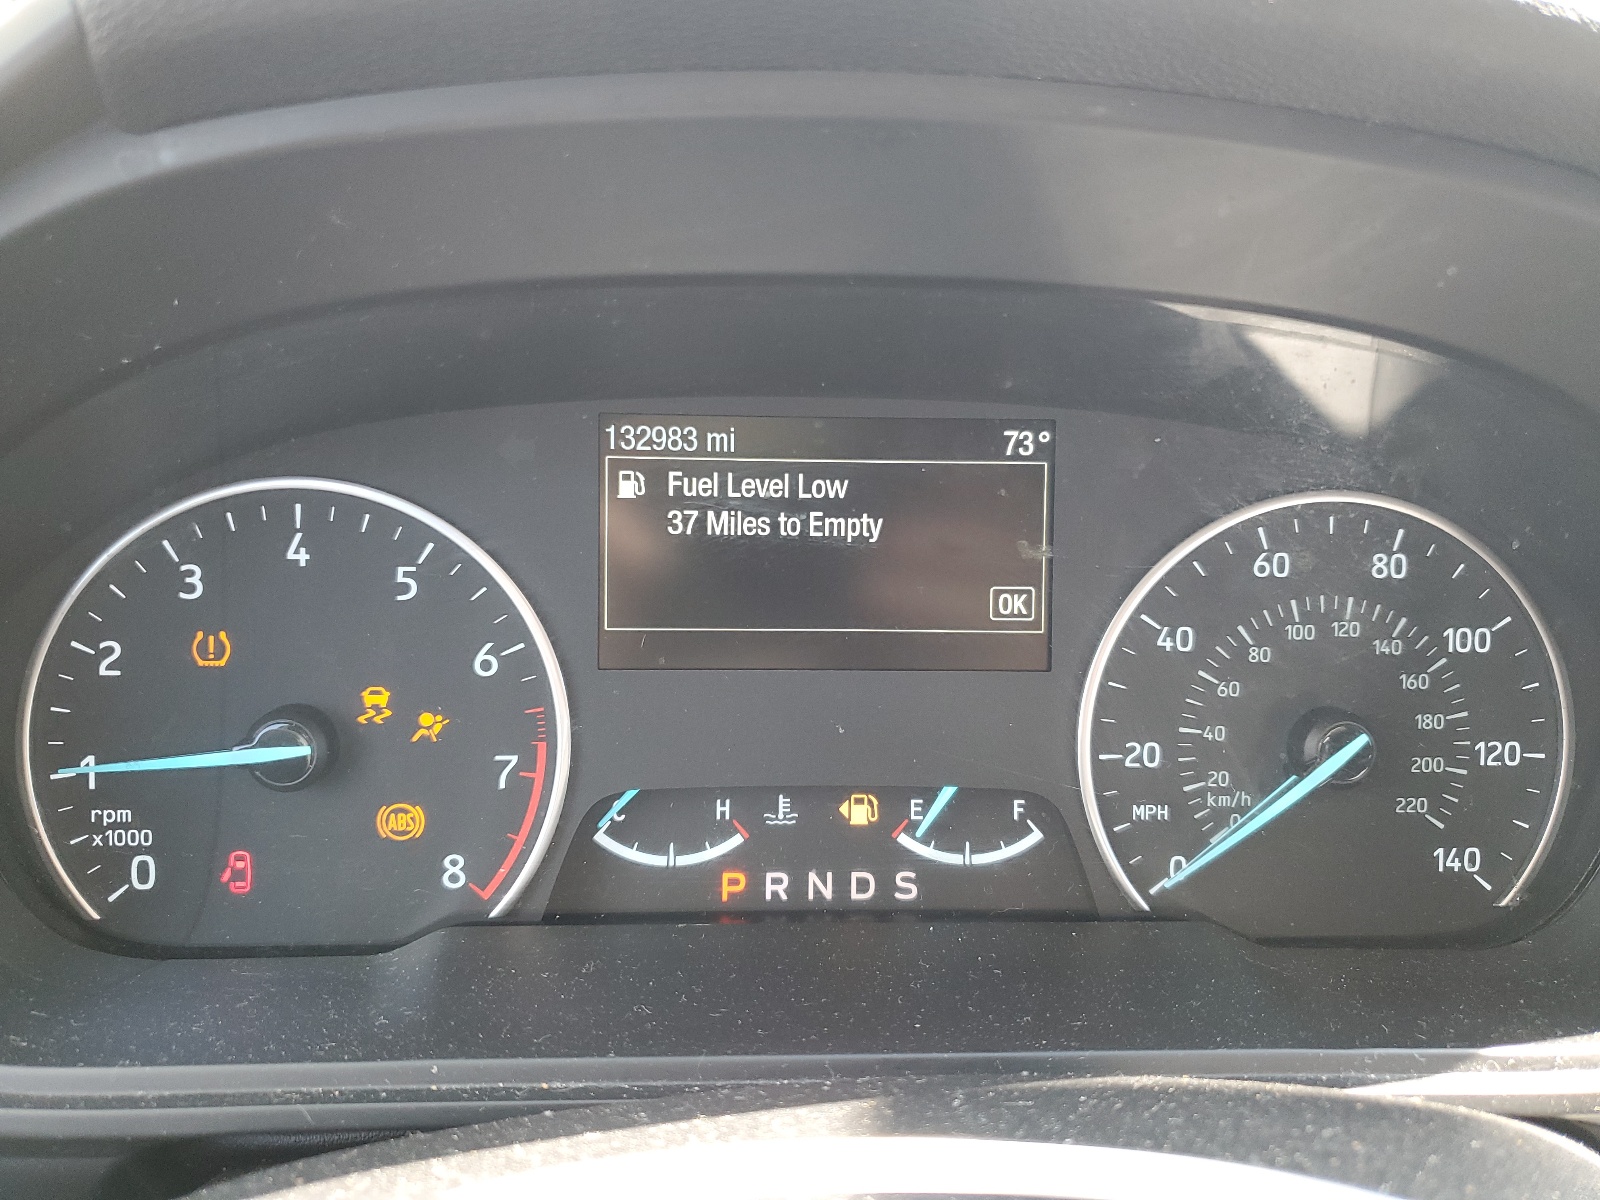 132983 mi 73°
Fuel Level Low
37 Miles to Empty
OK
0 1 2 3 4 5 6 7 8
rpm
x1000
!
ABS
C H
E F
P R N D S
0 20 40 60 80 100 120 140
MPH
0 20 40 60 80 100 120 140 160 180 200 220
km/h